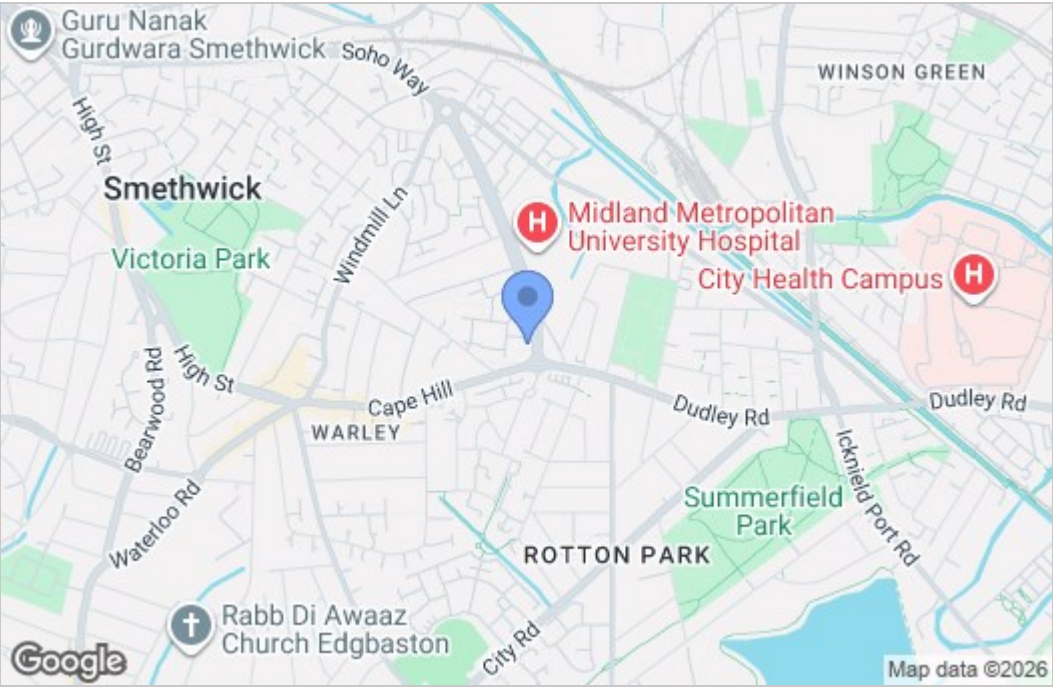 Guru Nanak
Gurdwara Smethwick
Soho Way
WINSON GREEN
High St
Smethwick
Windmill Ln
Midland Metropolitan
University Hospital
Victoria Park
City Health Campus
High St
Bearwood Rd
Cape Hill
Dudley Rd
Dudley Rd
WARLEY
Icknield Port Rd
Waterloo Rd
Summerfield
Park
ROTTON PARK
Rabb Di Awaaz
Church Edgbaston
City Rd
Google
Map data ©2026